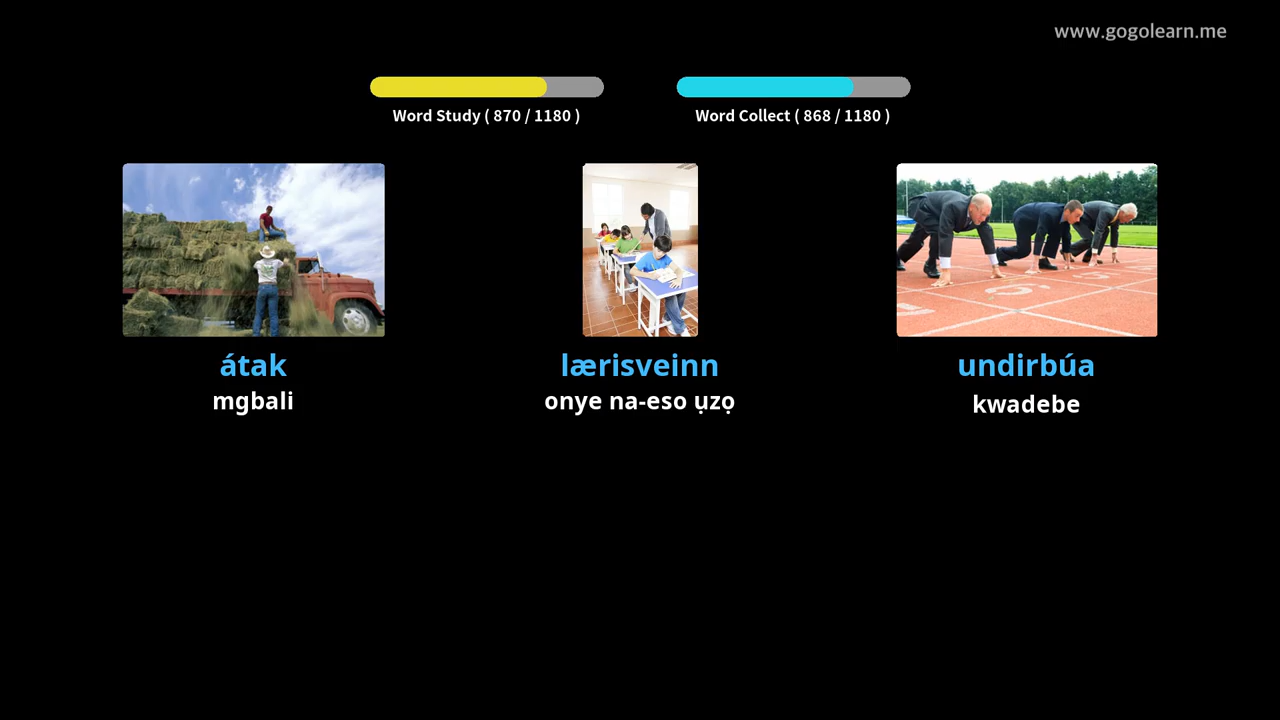 www.gogolearn.me
Word Study ( 870 / 1180 )
Word Collect ( 868 / 1180 )
átak
mgbali
lærisveinn
onye na-eso ụzọ
undirbúa
kwadebe